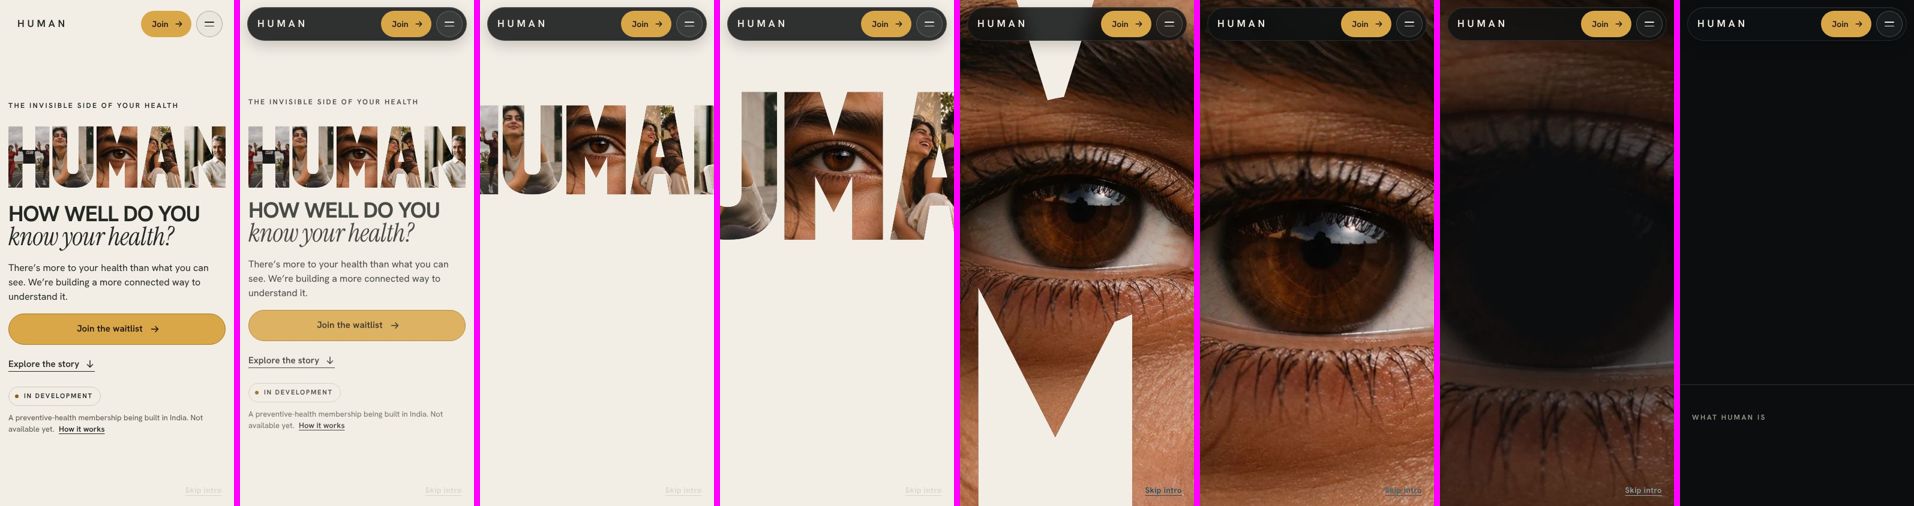 HUMAN
Join →
THE INVISIBLE SIDE OF YOUR HEALTH
HUMAN
HOW WELL DO YOU
know your health?
There’s more to your health than what you can
see. We’re building a more connected way to
understand it.
Join the waitlist →
Explore the story ↓
IN DEVELOPMENT
A preventive-health membership being built in India. Not
available yet. How it works
Skip intro
HUMAN
Join →
THE INVISIBLE SIDE OF YOUR HEALTH
HUMAN
HOW WELL DO YOU
know your health?
There’s more to your health than what you can
see. We’re building a more connected way to
understand it.
Join the waitlist →
Explore the story ↓
IN DEVELOPMENT
A preventive-health membership being built in India. Not
available yet. How it works
Skip intro
HUMAN
Join →
HUMAN
Skip intro
HUMAN
Join →
UMA
Skip intro
HUMAN
Join →
M
Skip intro
HUMAN
Join →
Skip intro
HUMAN
Join →
Skip intro
HUMAN
Join →
WHAT HUMAN IS